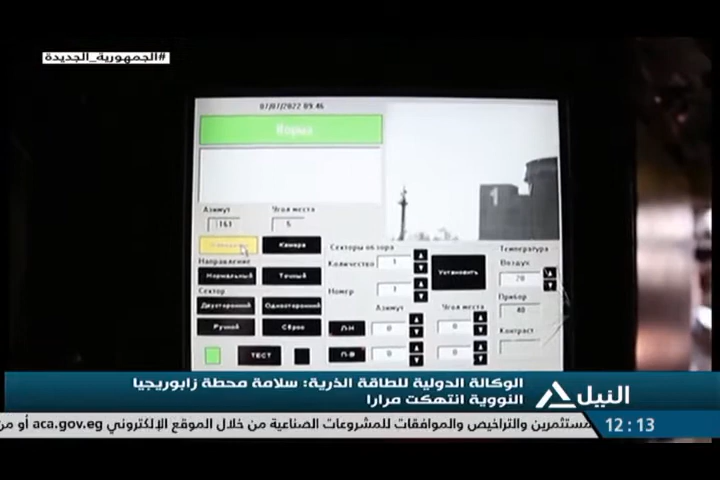 #الجمهورية_الجديدة
07/07/2022 09:46
Норма
1
Азимут
Угол места
161
5
Камера
Секторы обзора
Температура
Направление
Количество
1
Воздух
Нормальный
Точный
Установить
20
Сектор
Номер
1
Прибор
Двусторонний
Односторонний
Азимут
Угол места
40
Ручной
Сброс
Л-Н
0
0
Контраст
ТЕСТ
П-В
0
0
الوكالة الدولية للطاقة الذرية: سلامة محطة زابوريجيا
النووية انتهكت مرارا
النيل
مستثمرين والتراخيص والموافقات للمشروعات الصناعية من خلال الموقع الإلكتروني aca.gov.eg أو من
12:13